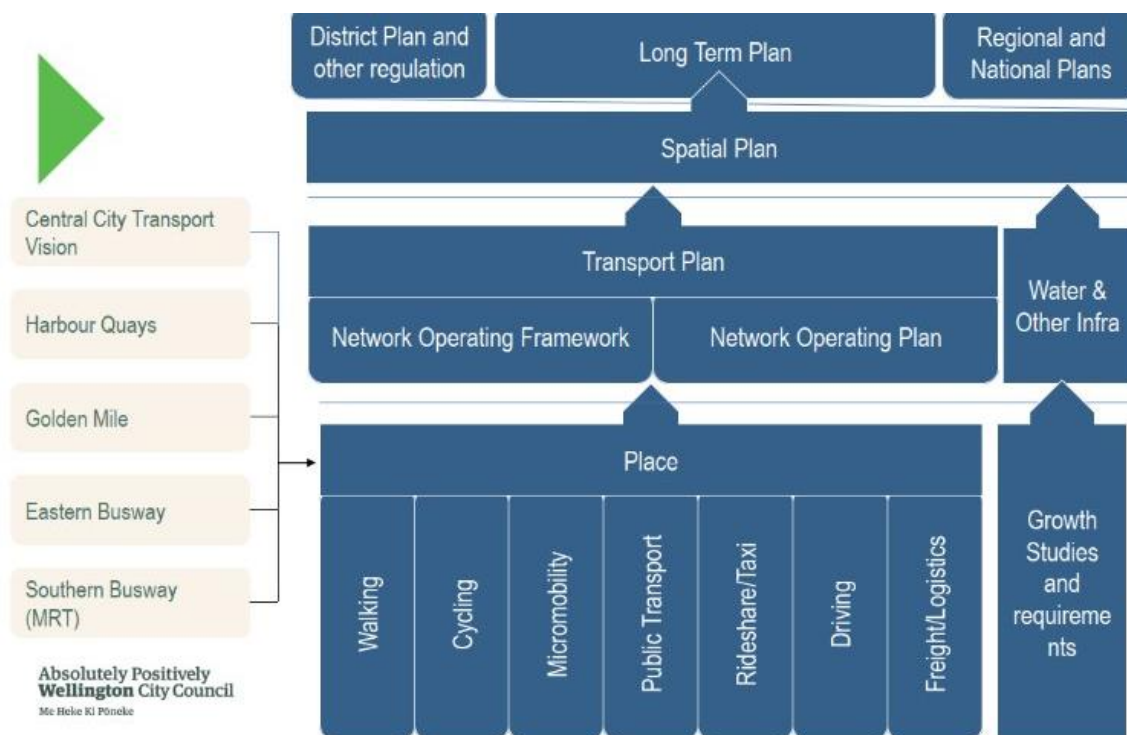 District Plan and
other regulation
Long Term Plan
Regional and
National Plans
Spatial Plan
Central City Transport
Vision
Harbour Quays
Golden Mile
Eastern Busway
Southern Busway
(MRT)
Transport Plan
Network Operating Framework
Network Operating Plan
Water &
Other Infra
Place
Walking
Cycling
Micromobility
Public Transport
Rideshare/Taxi
Driving
Freight/Logistics
Growth
Studies
and
requireme
nts
Absolutely Positively
Wellington City Council
Me Heke Ki Pōneke